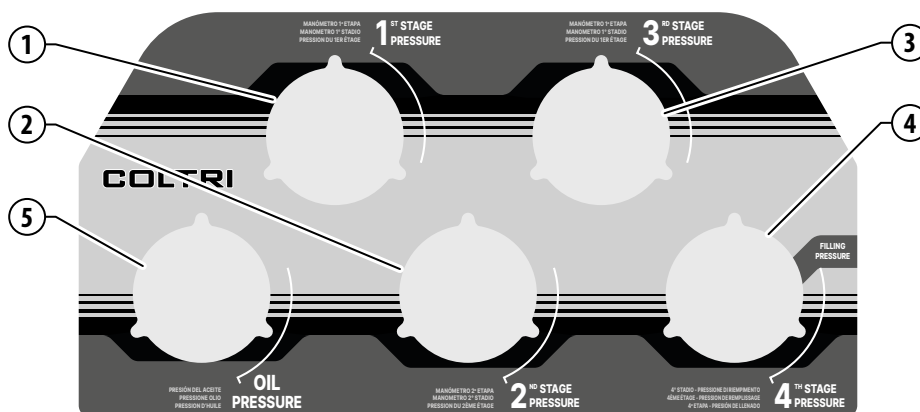 MANÓMETRO 1ª ETAPA
MANOMETRO 1° STADIO
PRESSION DU 1ER ÉTAGE
1ST STAGE
PRESSURE
MANÓMETRO 1ª ETAPA
MANOMETRO 1° STADIO
PRESSION DU 1ER ÉTAGE
3RD STAGE
PRESSURE
1
3
2
4
COLTRI
5
FILLING
PRESSURE
PRESIÓN DEL ACEITE
PRESSIONE OLIO
PRESSION D'HUILE
OIL
PRESSURE
MANÓMETRO 2ª ETAPA
MANOMETRO 2° STADIO
PRESSION DU 2ÈME ÉTAGE
2ND STAGE
PRESSURE
4° STADIO - PRESSIONE DI RIEMPIMENTO
4ÈME ÉTAGE - PRESSION DE REMPLISSAGE
4ª ETAPA - PRESIÓN DE LLENADO
4TH STAGE
PRESSURE